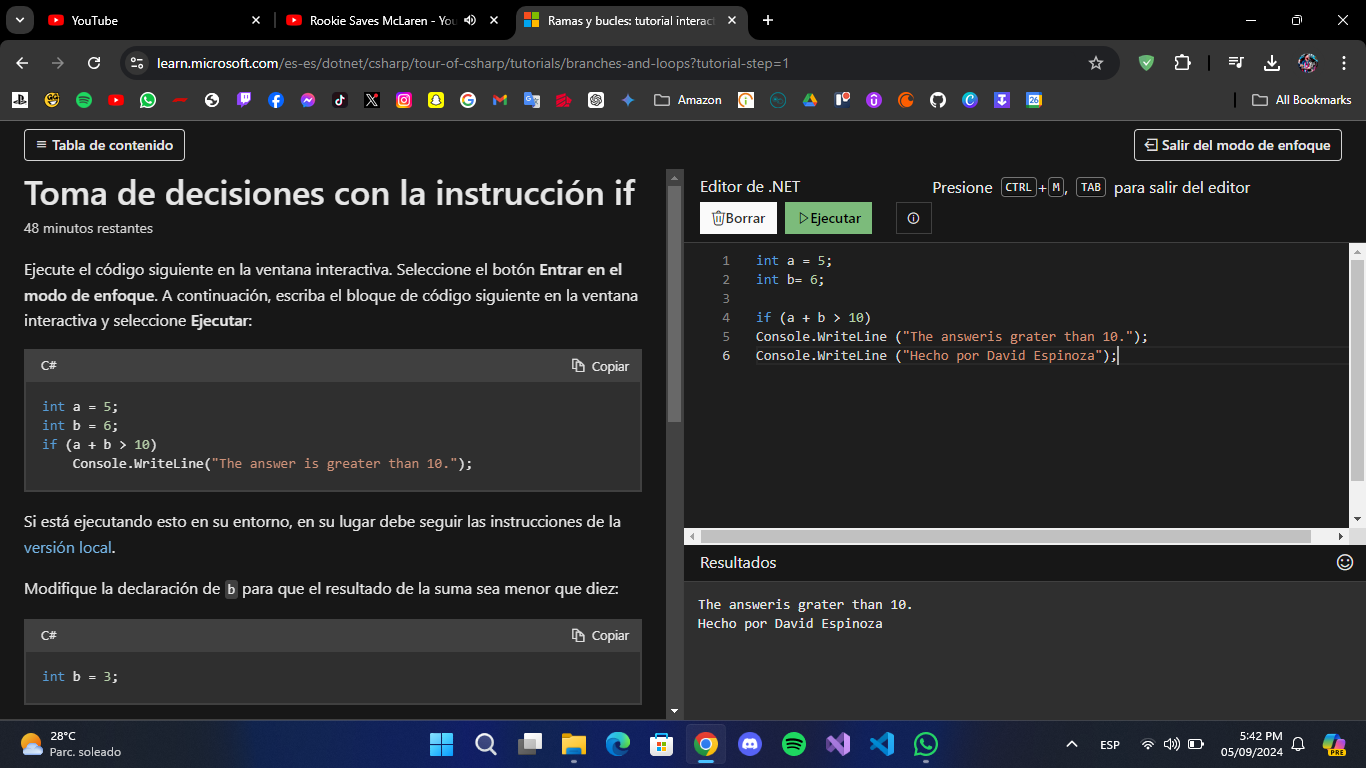 YouTube
Rookie Saves McLaren - You
Ramas y bucles: tutorial interact
learn.microsoft.com/es-es/dotnet/csharp/tour-of-csharp/tutorials/branches-and-loops?tutorial-step=1
Amazon
All Bookmarks
Tabla de contenido
Salir del modo de enfoque
Toma de decisiones con la instrucción if
48 minutos restantes
Ejecute el código siguiente en la ventana interactiva. Seleccione el botón Entrar en el
modo de enfoque. A continuación, escriba el bloque de código siguiente en la ventana
interactiva y seleccione Ejecutar:
C#
Copiar
int a = 5;
int b = 6;
if (a + b > 10)
    Console.WriteLine("The answer is greater than 10.");
Si está ejecutando esto en su entorno, en su lugar debe seguir las instrucciones de la
versión local.
Modifique la declaración de b para que el resultado de la suma sea menor que diez:
C#
Copiar
int b = 3;
Editor de .NET
Presione CTRL+M, TAB para salir del editor
Borrar
Ejecutar
1 int a = 5;
2 int b= 6;
3
4 if (a + b > 10)
5 Console.WriteLine ("The answeris grater than 10.");
6 Console.WriteLine ("Hecho por David Espinoza");
Resultados
The answeris grater than 10.
Hecho por David Espinoza
28°C
Parc. soleado
ESP
5:42 PM
05/09/2024
PRE